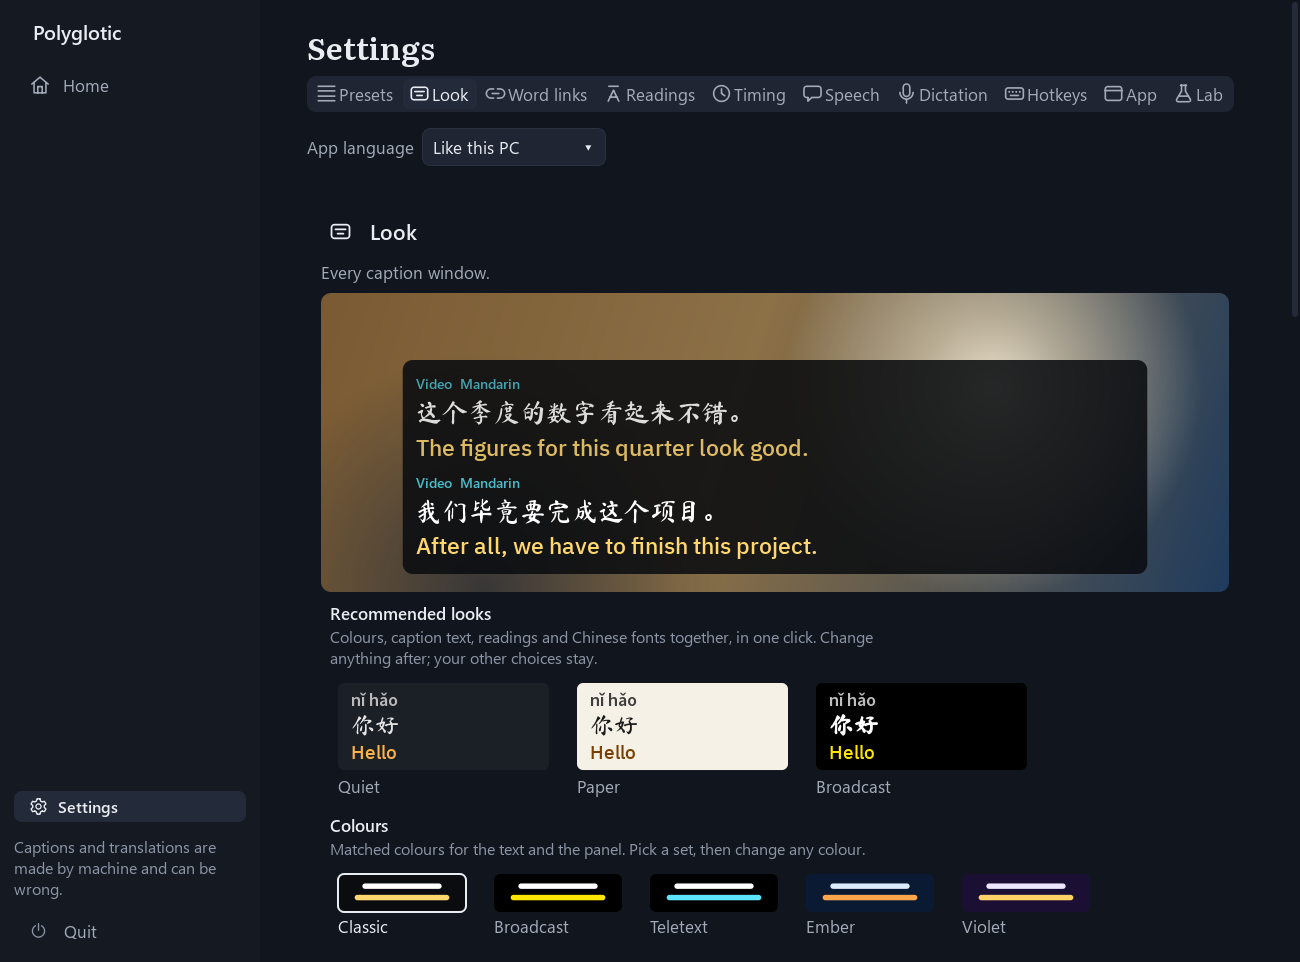 Polyglotic
Home
Settings
Presets Look Word links Readings Timing Speech Dictation Hotkeys App Lab
App language Like this PC
Look
Every caption window.
Video Mandarin
这个季度的数字看起来不错。
The figures for this quarter look good.
Video Mandarin
我们毕竟要完成这个项目。
After all, we have to finish this project.
Recommended looks
Colours, caption text, readings and Chinese fonts together, in one click. Change
anything after; your other choices stay.
nǐ hǎo
你好
Hello
Quiet
nǐ hǎo
你好
Hello
Paper
nǐ hǎo
你好
Hello
Broadcast
Colours
Matched colours for the text and the panel. Pick a set, then change any colour.
Classic
Broadcast
Teletext
Ember
Violet
Settings
Captions and translations are
made by machine and can be
wrong.
Quit